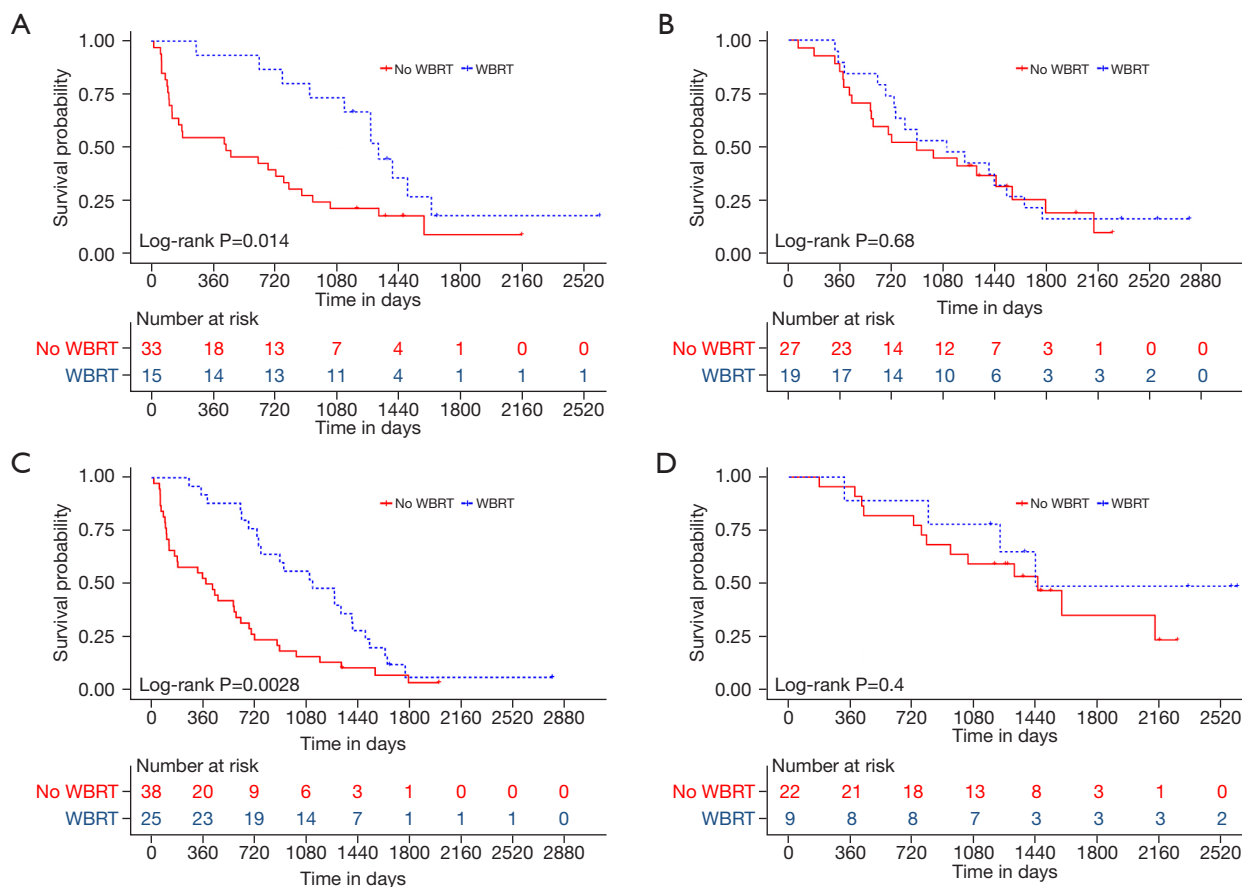 A
1.00
0.75
0.50
0.25
0.00
Survival probability
No WBRT WBRT
Log-rank P=0.014
0 360 720 1080 1440 1800 2160 2520
Time in days
Number at risk
No WBRT 33 18 13 7 4 1 0 0
WBRT 15 14 13 11 4 1 1 1
0 360 720 1080 1440 1800 2160 2520
Time in days
B
1.00
0.75
0.50
0.25
0.00
Survival probability
No WBRT WBRT
Log-rank P=0.68
0 360 720 1080 1440 1800 2160 2520 2880
Time in days
Number at risk
No WBRT 27 23 14 12 7 3 1 0 0
WBRT 19 17 14 10 6 3 3 2 0
C
1.00
0.75
0.50
0.25
0.00
Survival probability
No WBRT WBRT
Log-rank P=0.0028
0 360 720 1080 1440 1800 2160 2520 2880
Time in days
Number at risk
No WBRT 38 20 9 6 3 1 0 0 0
WBRT 25 23 19 14 7 1 1 1 0
0 360 720 1080 1440 1800 2160 2520 2880
Time in days
D
1.00
0.75
0.50
0.25
0.00
Survival probability
No WBRT WBRT
Log-rank P=0.4
0 360 720 1080 1440 1800 2160 2520
Time in days
Number at risk
No WBRT 22 21 18 13 8 3 1 0
WBRT 9 8 8 7 3 3 3 2
0 360 720 1080 1440 1800 2160 2520
Time in days